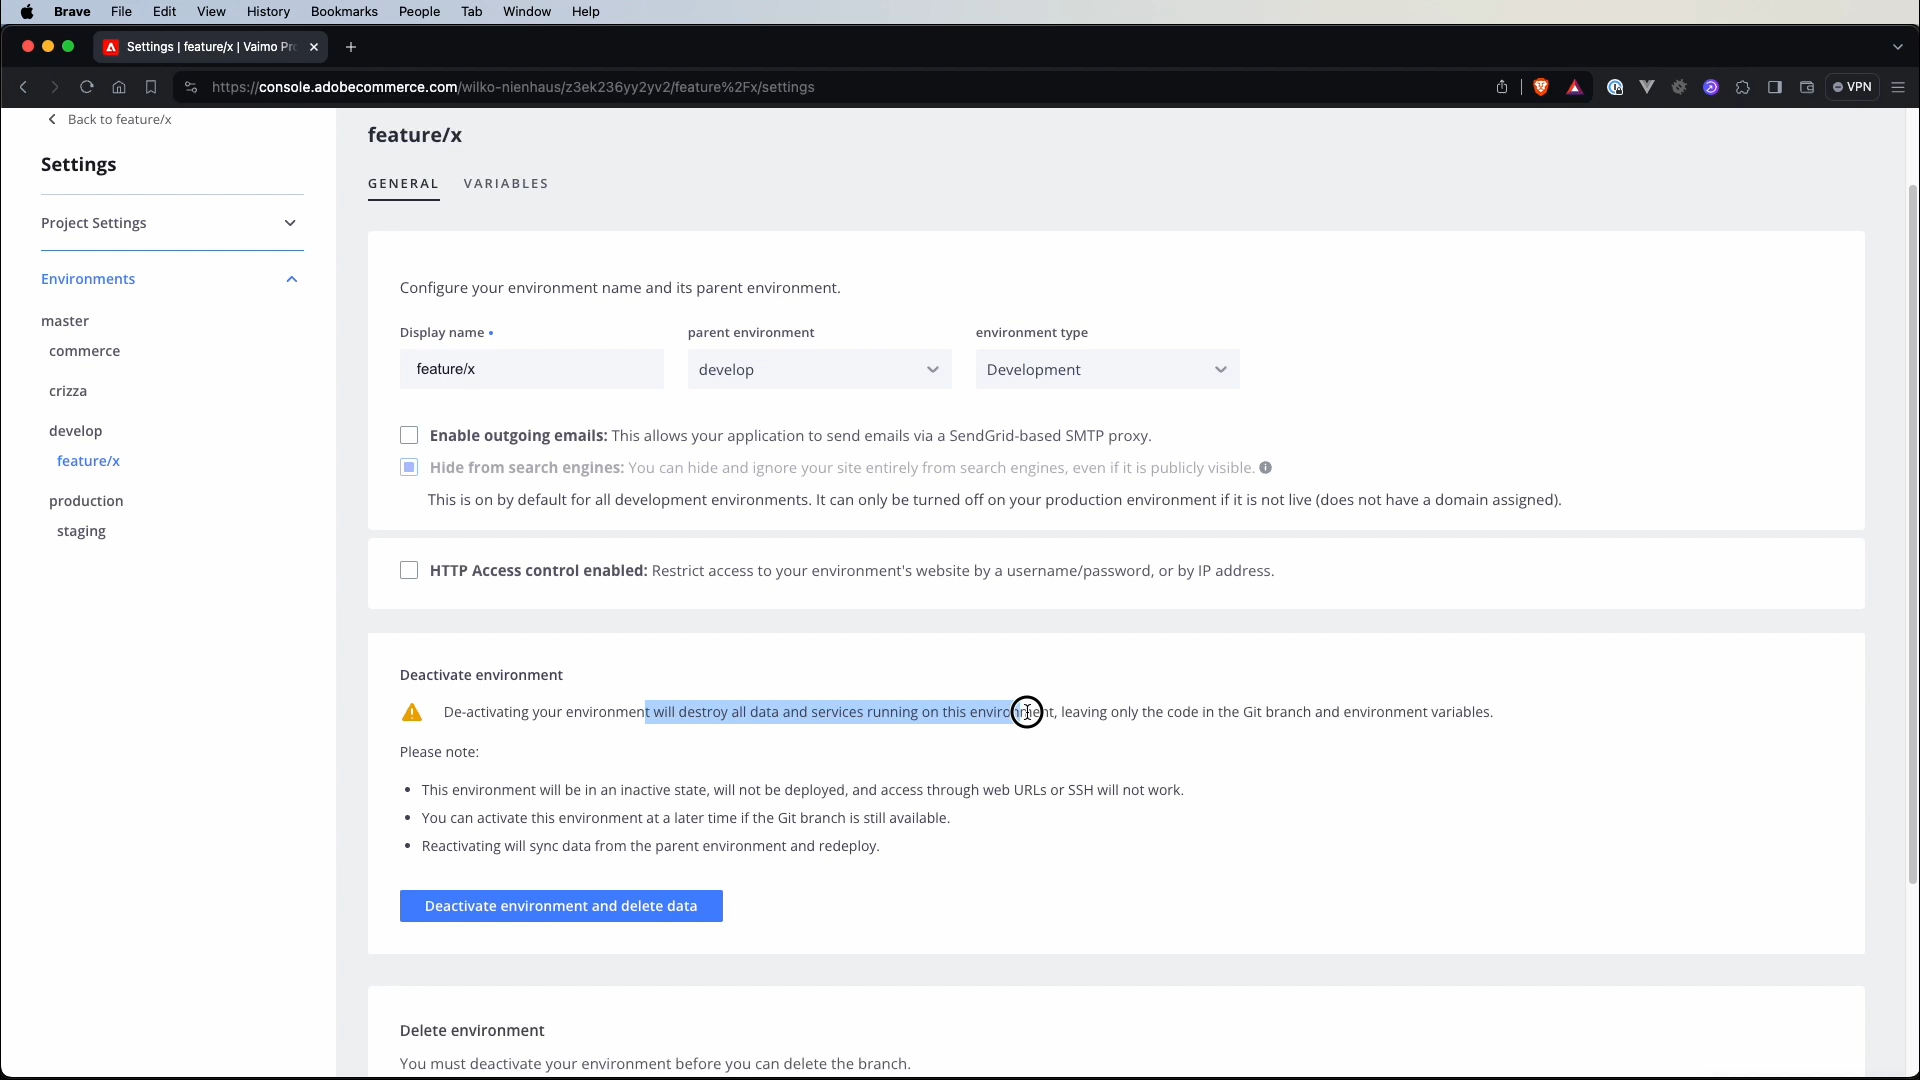 Brave File Edit View History Bookmarks People Tab Window Help
Settings | feature/x | Vaimo Pr
https://console.adobecommerce.com/wilko-nienhaus/z3ek236yy2yv2/feature%2Fx/settings
VPN
Back to feature/x
Settings
Project Settings
Environments
master
commerce
crizza
develop
feature/x
production
staging
feature/x
GENERAL VARIABLES
Configure your environment name and its parent environment.
Display name parent environment environment type
feature/x develop Development
Enable outgoing emails: This allows your application to send emails via a SendGrid-based SMTP proxy.
Hide from search engines: You can hide and ignore your site entirely from search engines, even if it is publicly visible.
This is on by default for all development environments. It can only be turned off on your production environment if it is not live (does not have a domain assigned).
HTTP Access control enabled: Restrict access to your environment's website by a username/password, or by IP address.
Deactivate environment
De-activating your environment will destroy all data and services running on this environment, leaving only the code in the Git branch and environment variables.
Please note:
• This environment will be in an inactive state, will not be deployed, and access through web URLs or SSH will not work.
• You can activate this environment at a later time if the Git branch is still available.
• Reactivating will sync data from the parent environment and redeploy.
Deactivate environment and delete data
Delete environment
You must deactivate your environment before you can delete the branch.